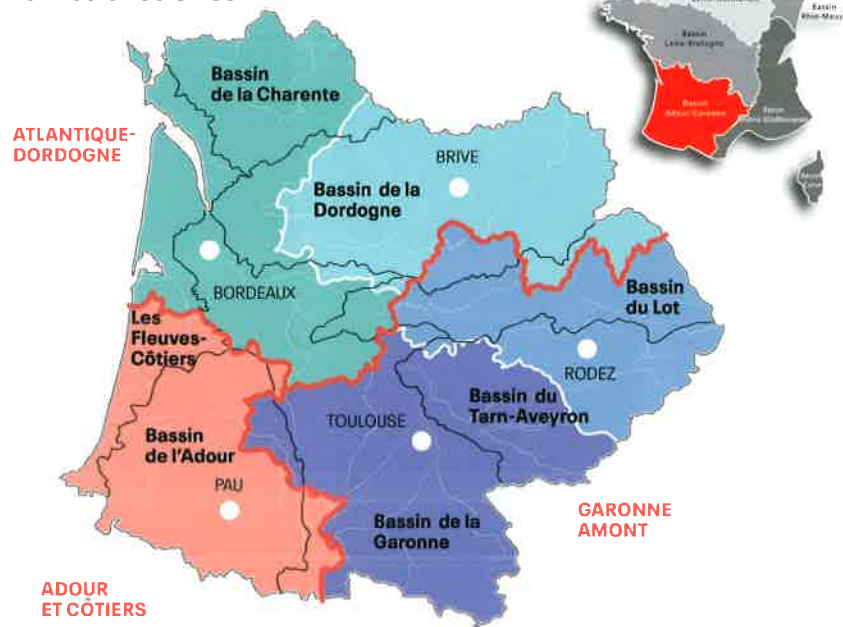 Bassin
de la Charente
ATLANTIQUE-
DORDOGNE
BRIVE
Bassin de la
Dordogne
BORDEAUX
Bassin
du Lot
Les
Fleuves-
Côtiers
RODEZ
Bassin du
Tarn-Aveyron
TOULOUSE
Bassin
de l'Adour
PAU
Bassin de la
Garonne
GARONNE
AMONT
ADOUR
ET CÔTIERS
Bassin
Rhin-Meuse
Bassin
Loire-Bretagne
Bassin
Adour-Garonne
Bassin